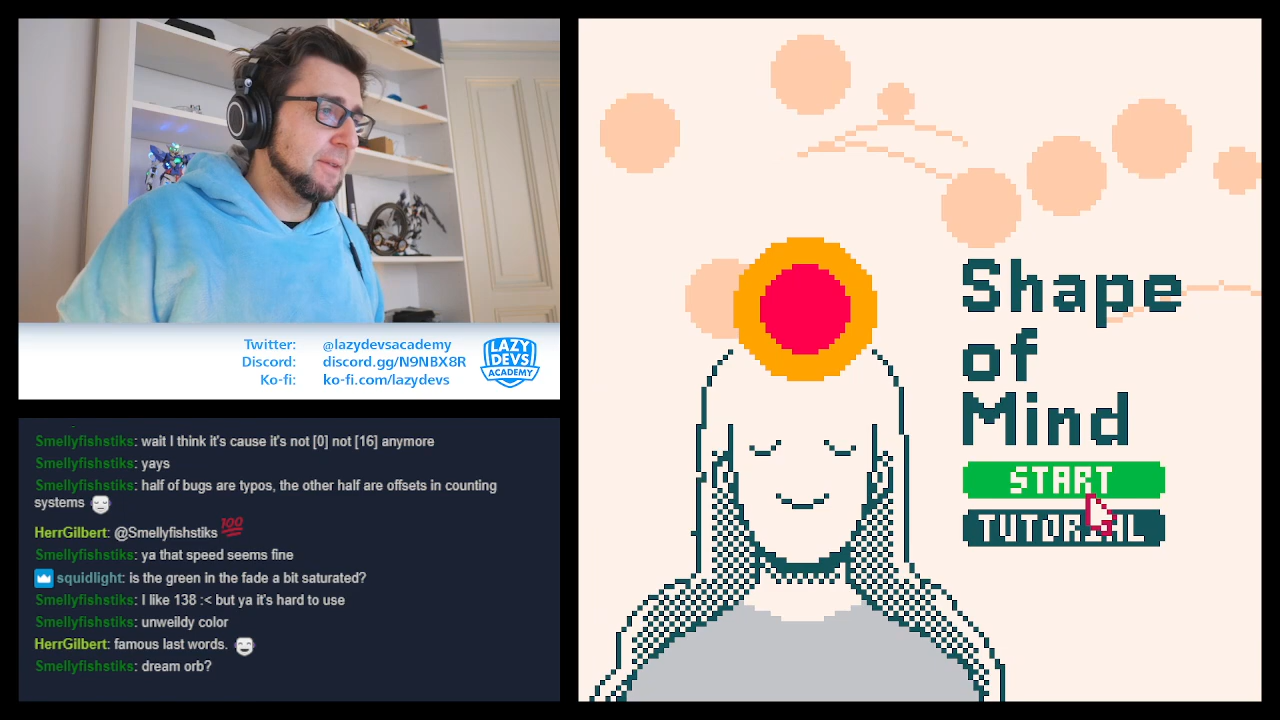 Twitter: @lazydevsacademy
Discord: discord.gg/N9NBX8R
Ko-fi: ko-fi.com/lazydevs
LAZY
DEVS
ACADEMY
Smellyfishstiks: wait I think it's cause it's not [0] not [16] anymore
Smellyfishstiks: yays
Smellyfishstiks: half of bugs are typos, the other half are offsets in counting
systems
HerrGilbert: @Smellyfishstiks 100
Smellyfishstiks: ya that speed seems fine
squidlight: is the green in the fade a bit saturated?
Smellyfishstiks: I like 138 :< but ya it's hard to use
Smellyfishstiks: unweildy color
HerrGilbert: famous last words.
Smellyfishstiks: dream orb?
Shape
of
Mind
START
TUTORIAL